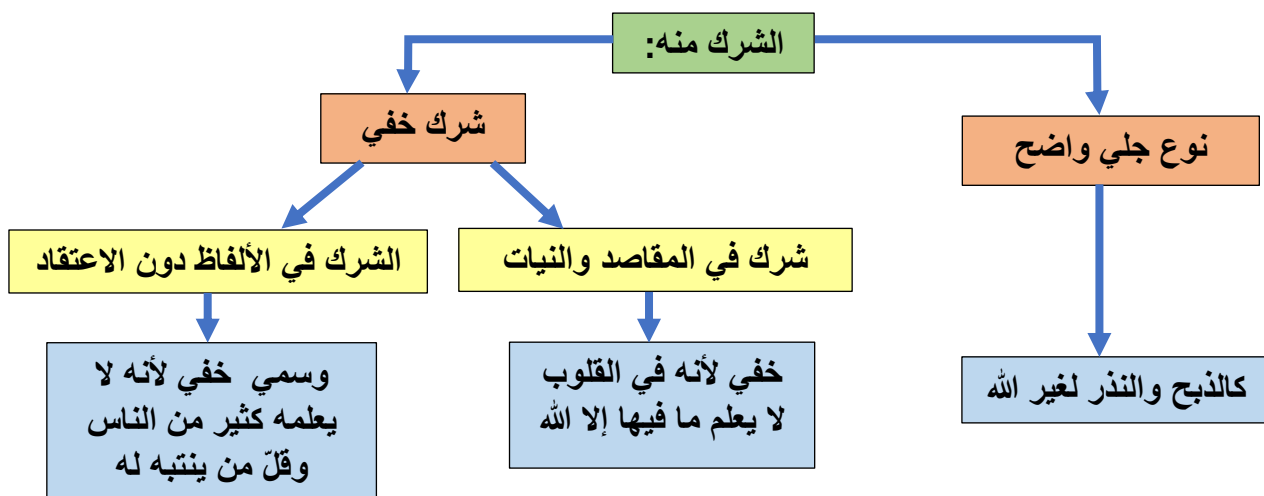 الشرك منه:
نوع جلي واضح
كالذبح والنذر لغير الله
شرك خفي
شرك في المقاصد والنيات
خفي لأنه في القلوب
لا يعلم ما فيها إلا الله
الشرك في الألفاظ دون الاعتقاد
وسمي خفي لأنه لا
يعلمه كثير من الناس
وقلّ من ينتبه له